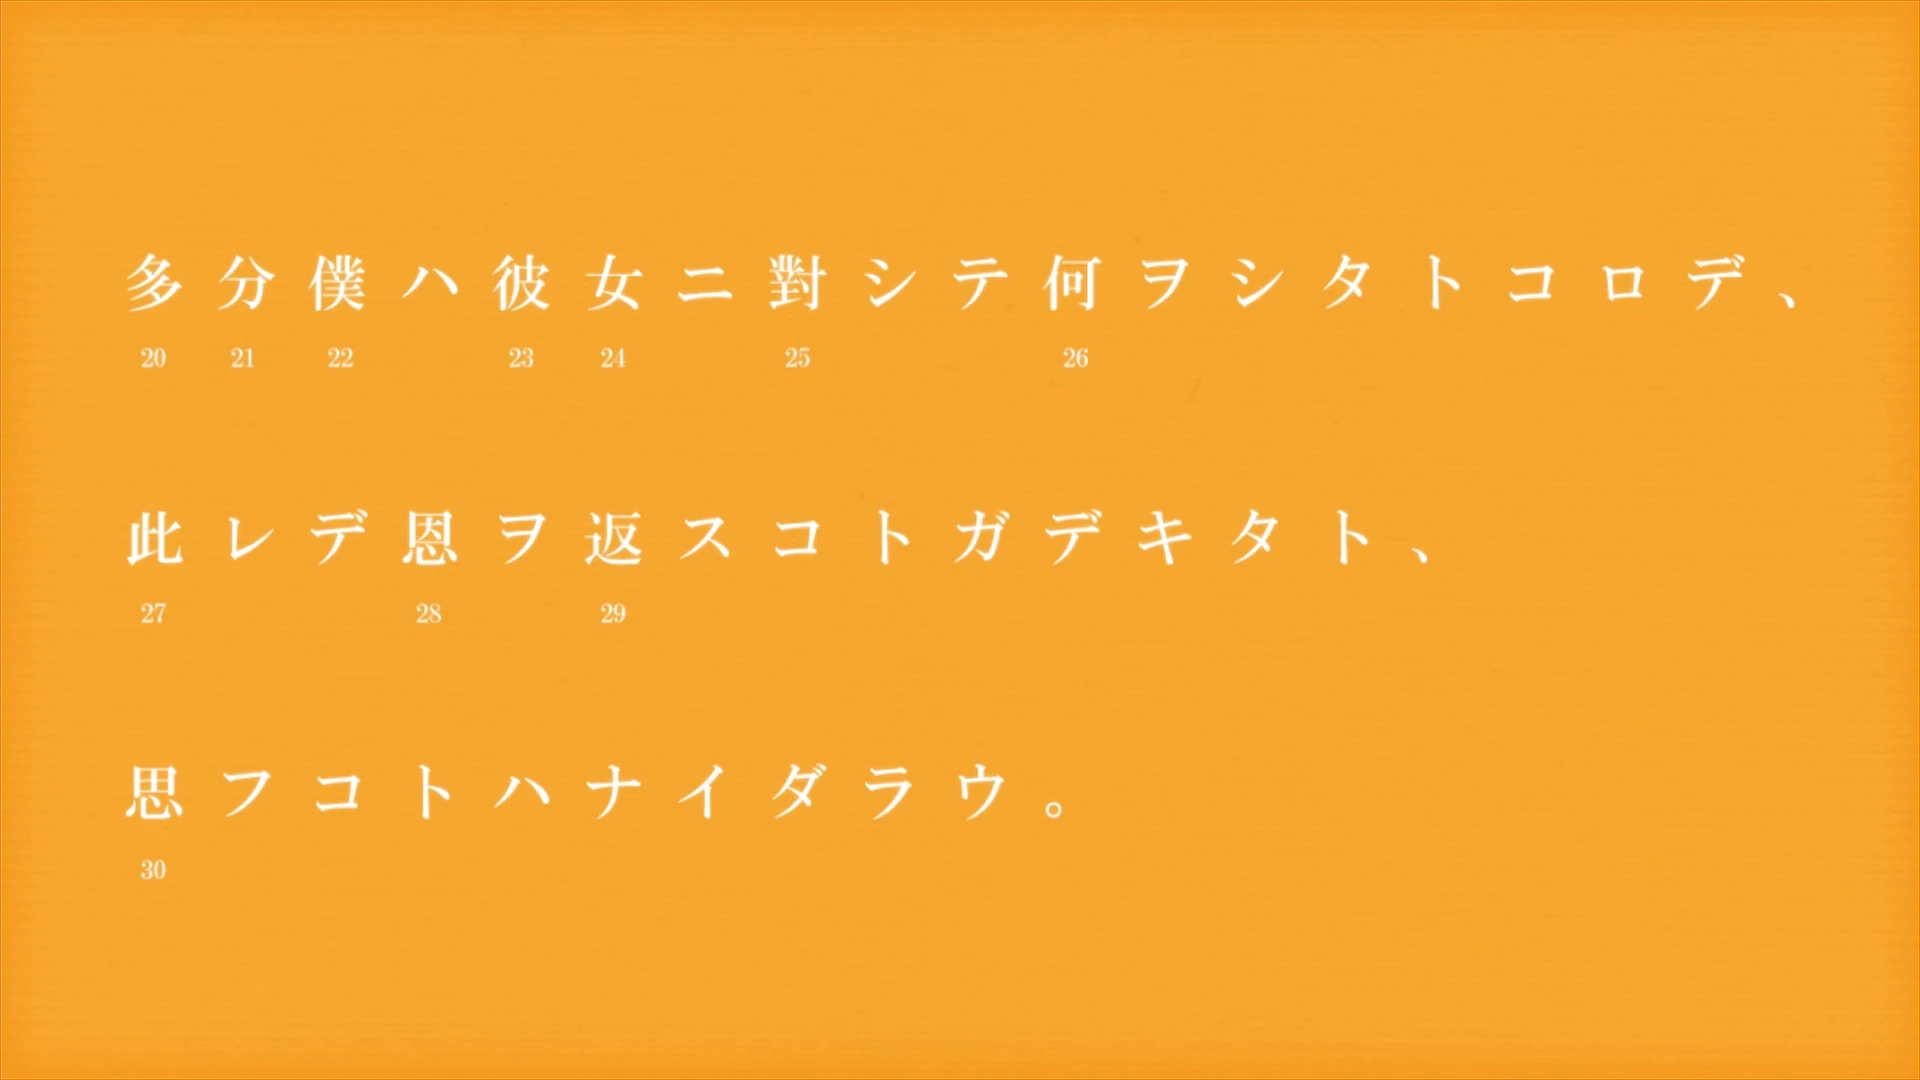 多分僕ハ彼女ニ對シテ何ヲシタトコロデ、
20 21 22 23 24 25 26
此レデ恩ヲ返スコトガデキタト、
27 28 29
思フコトハナイダラウ。
30